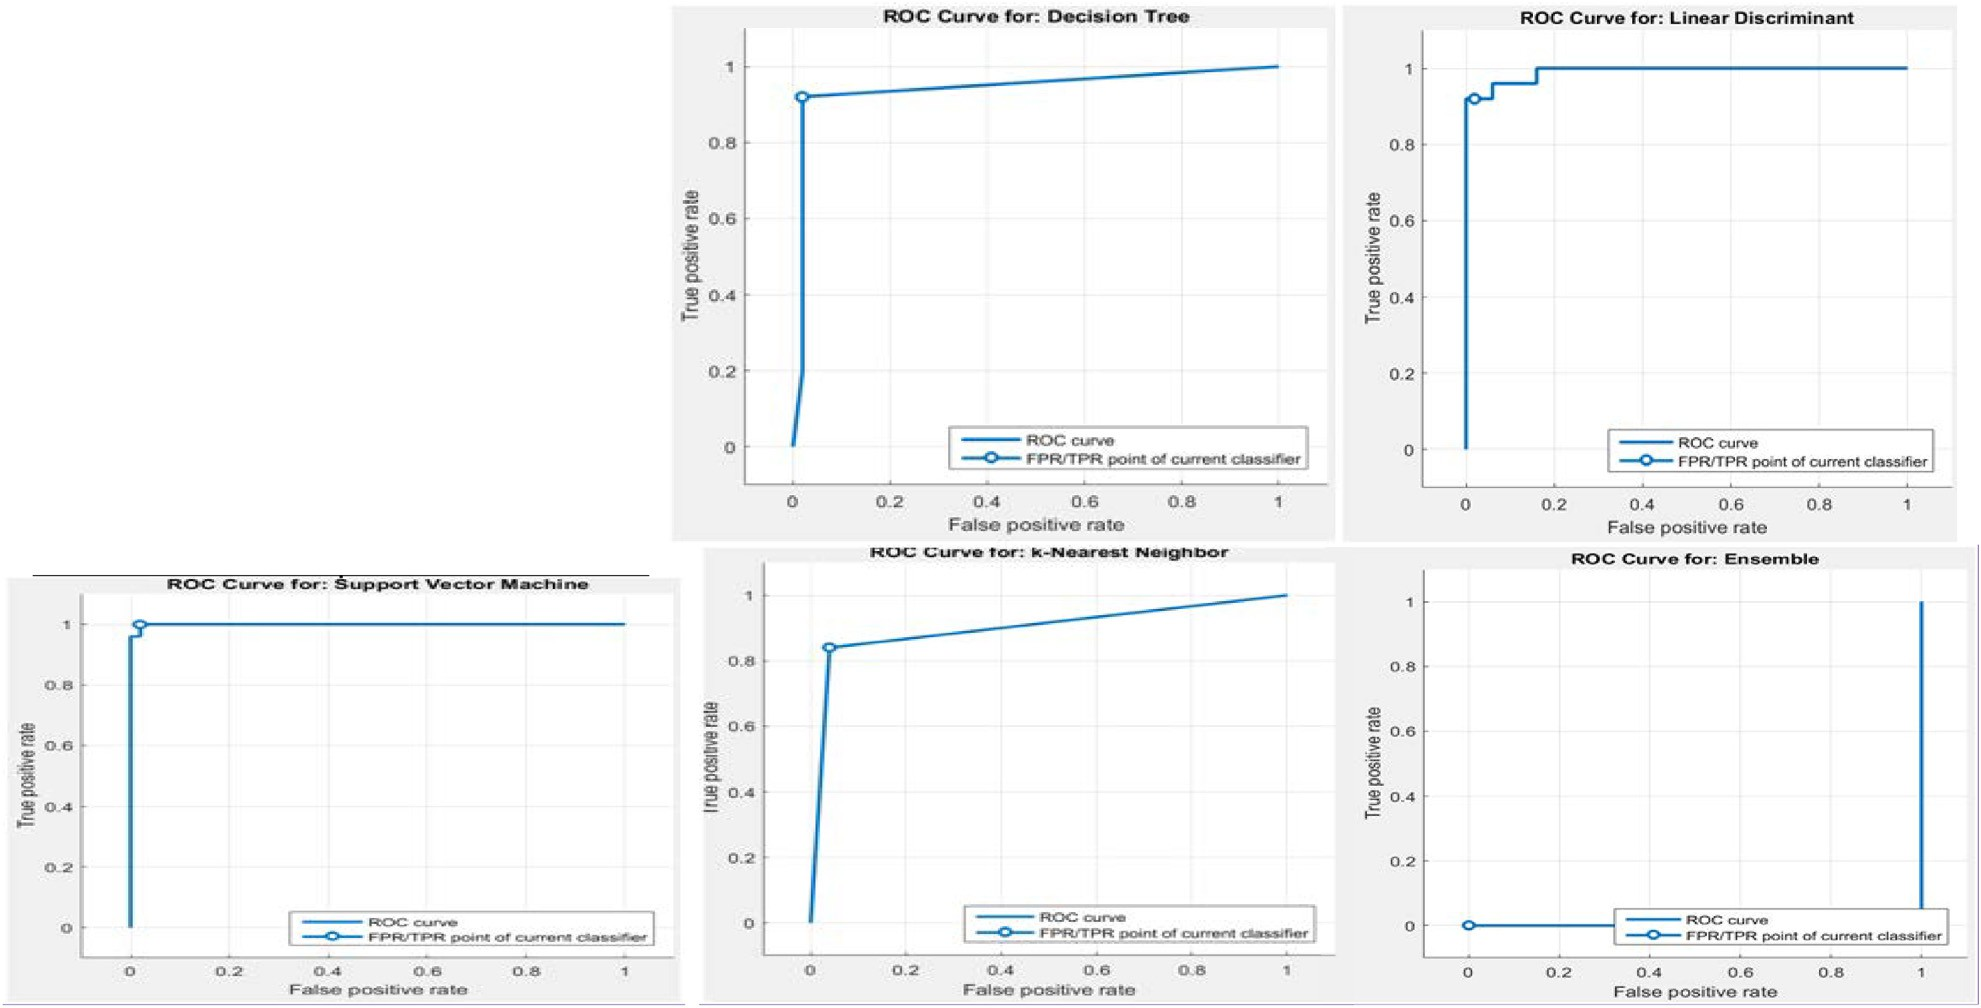 ROC Curve for: Decision Tree
1
0.8
0.6
0.4
0.2
0
True positive rate
ROC curve
FPR/TPR point of current classifier
0 0.2 0.4 0.6 0.8 1
False positive rate
ROC Curve for: Linear Discriminant
1
0.8
0.6
0.4
0.2
0
True positive rate
ROC curve
FPR/TPR point of current classifier
0 0.2 0.4 0.6 0.8 1
False positive rate
ROC Curve for: Support Vector Machine
1
0.8
0.6
0.4
0.2
0
True positive rate
ROC curve
FPR/TPR point of current classifier
0 0.2 0.4 0.6 0.8 1
False positive rate
ROC Curve for: k-Nearest Neighbor
1
0.8
0.6
0.4
0.2
0
True positive rate
ROC curve
FPR/TPR point of current classifier
0 0.2 0.4 0.6 0.8 1
False positive rate
ROC Curve for: Ensemble
1
0.8
0.6
0.4
0.2
0
True positive rate
ROC curve
FPR/TPR point of current classifier
0 0.2 0.4 0.6 0.8 1
False positive rate